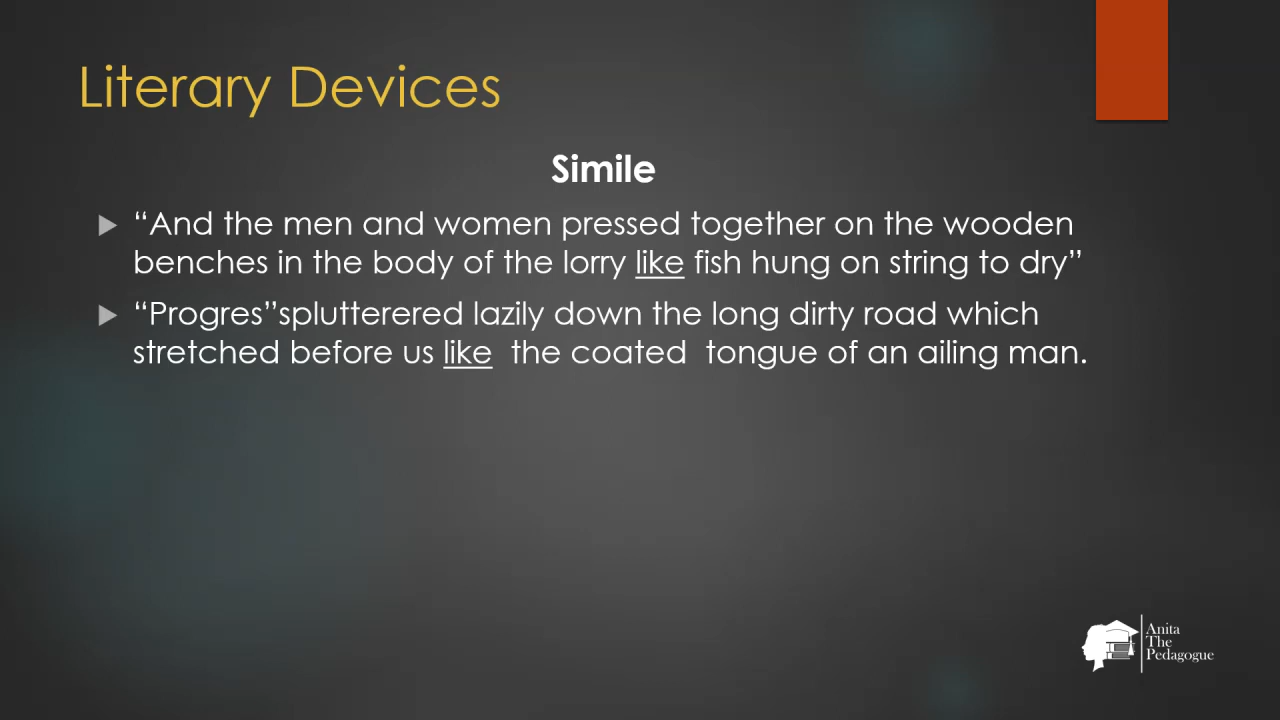 Literary Devices
Simile
“And the men and women pressed together on the wooden
benches in the body of the lorry like fish hung on string to dry”
“Progres”splutterered lazily down the long dirty road which
stretched before us like the coated tongue of an ailing man.
Anita
The
Pedagogue